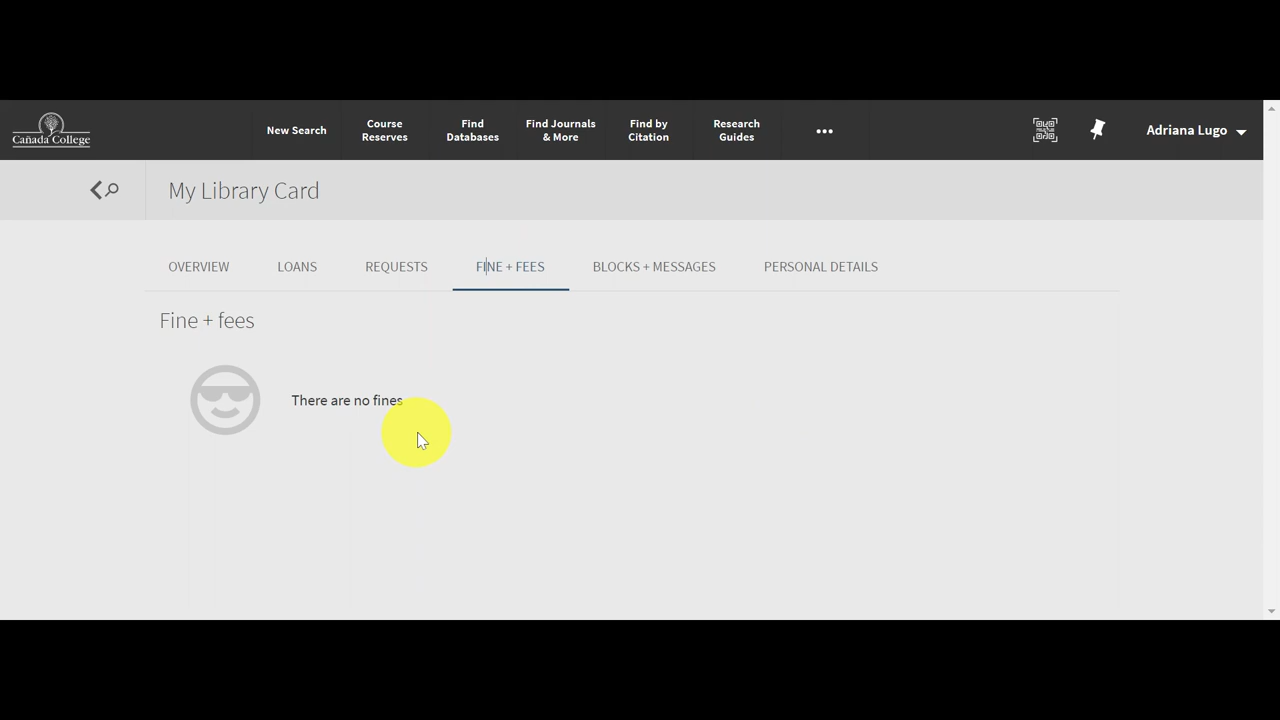 Cañada College
New Search
Course
Reserves
Find
Databases
Find Journals
& More
Find by
Citation
Research
Guides
Adriana Lugo
My Library Card
OVERVIEW
LOANS
REQUESTS
FINE + FEES
BLOCKS + MESSAGES
PERSONAL DETAILS
Fine + fees
There are no fines